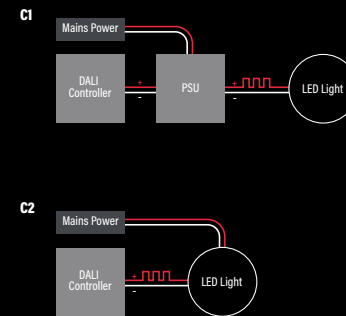 C1
Mains Power
DALI
Controller
+
-
PSU
+
-
LED Light
C2
Mains Power
DALI
Controller
+
-
LED Light